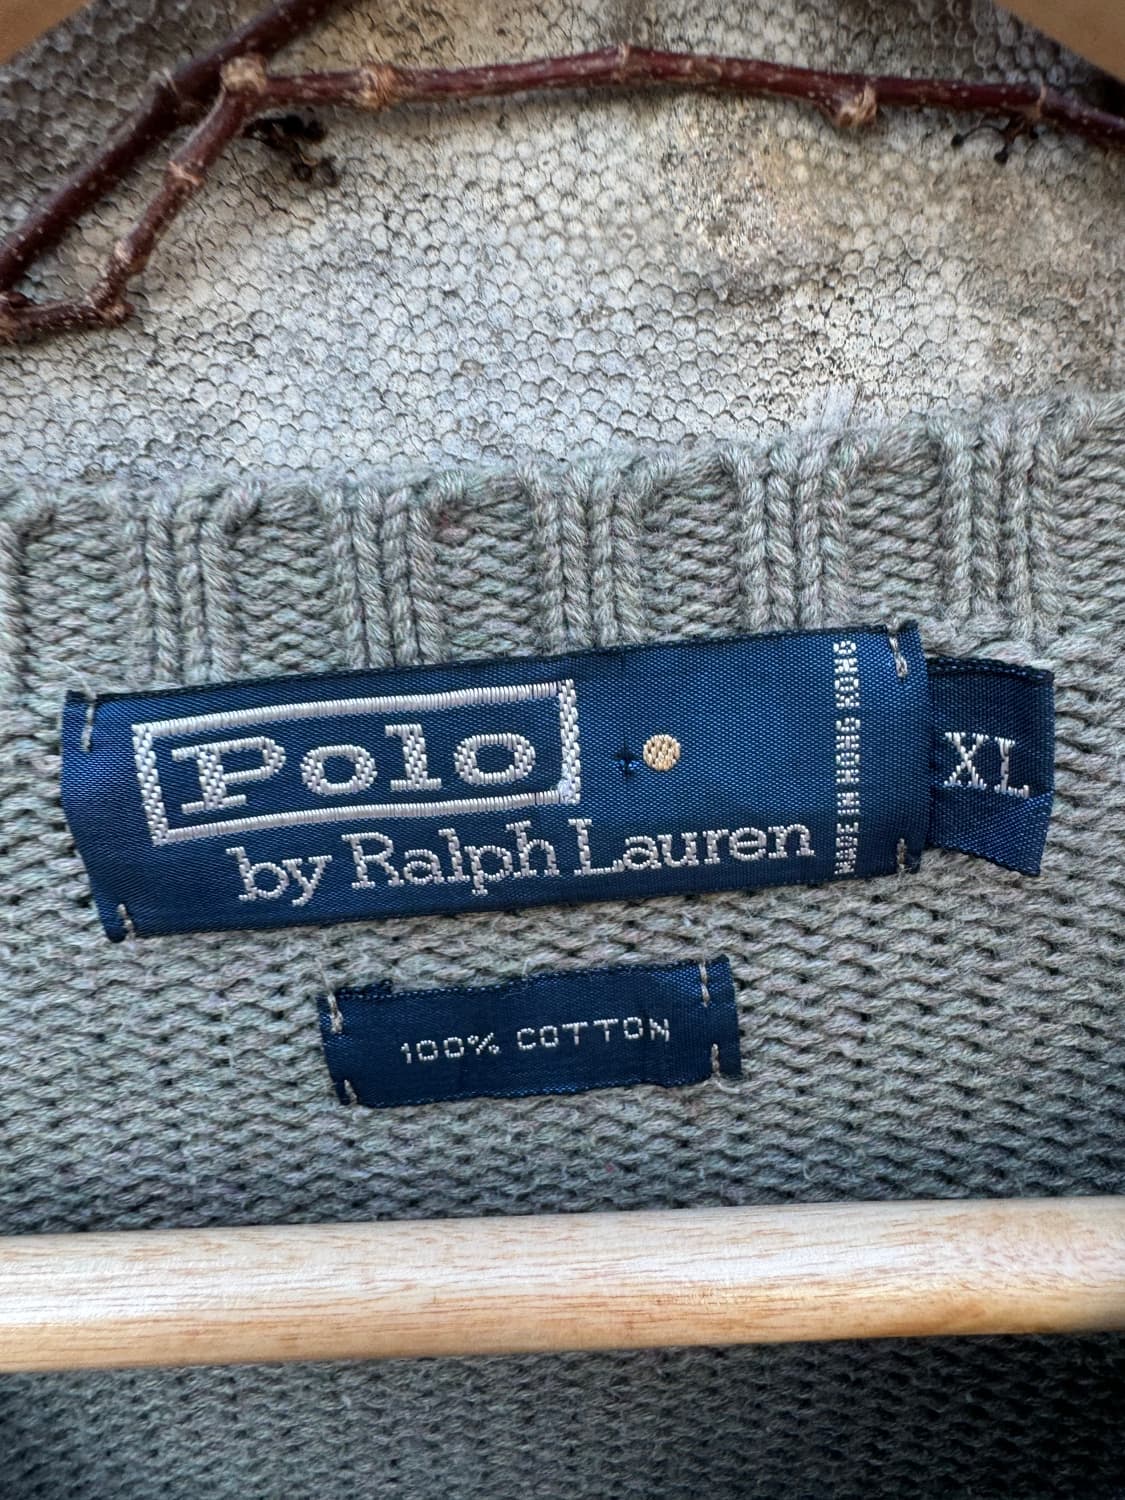 Polo
by Ralph Lauren
MADE IN HONG KONG
XL
100% COTTON